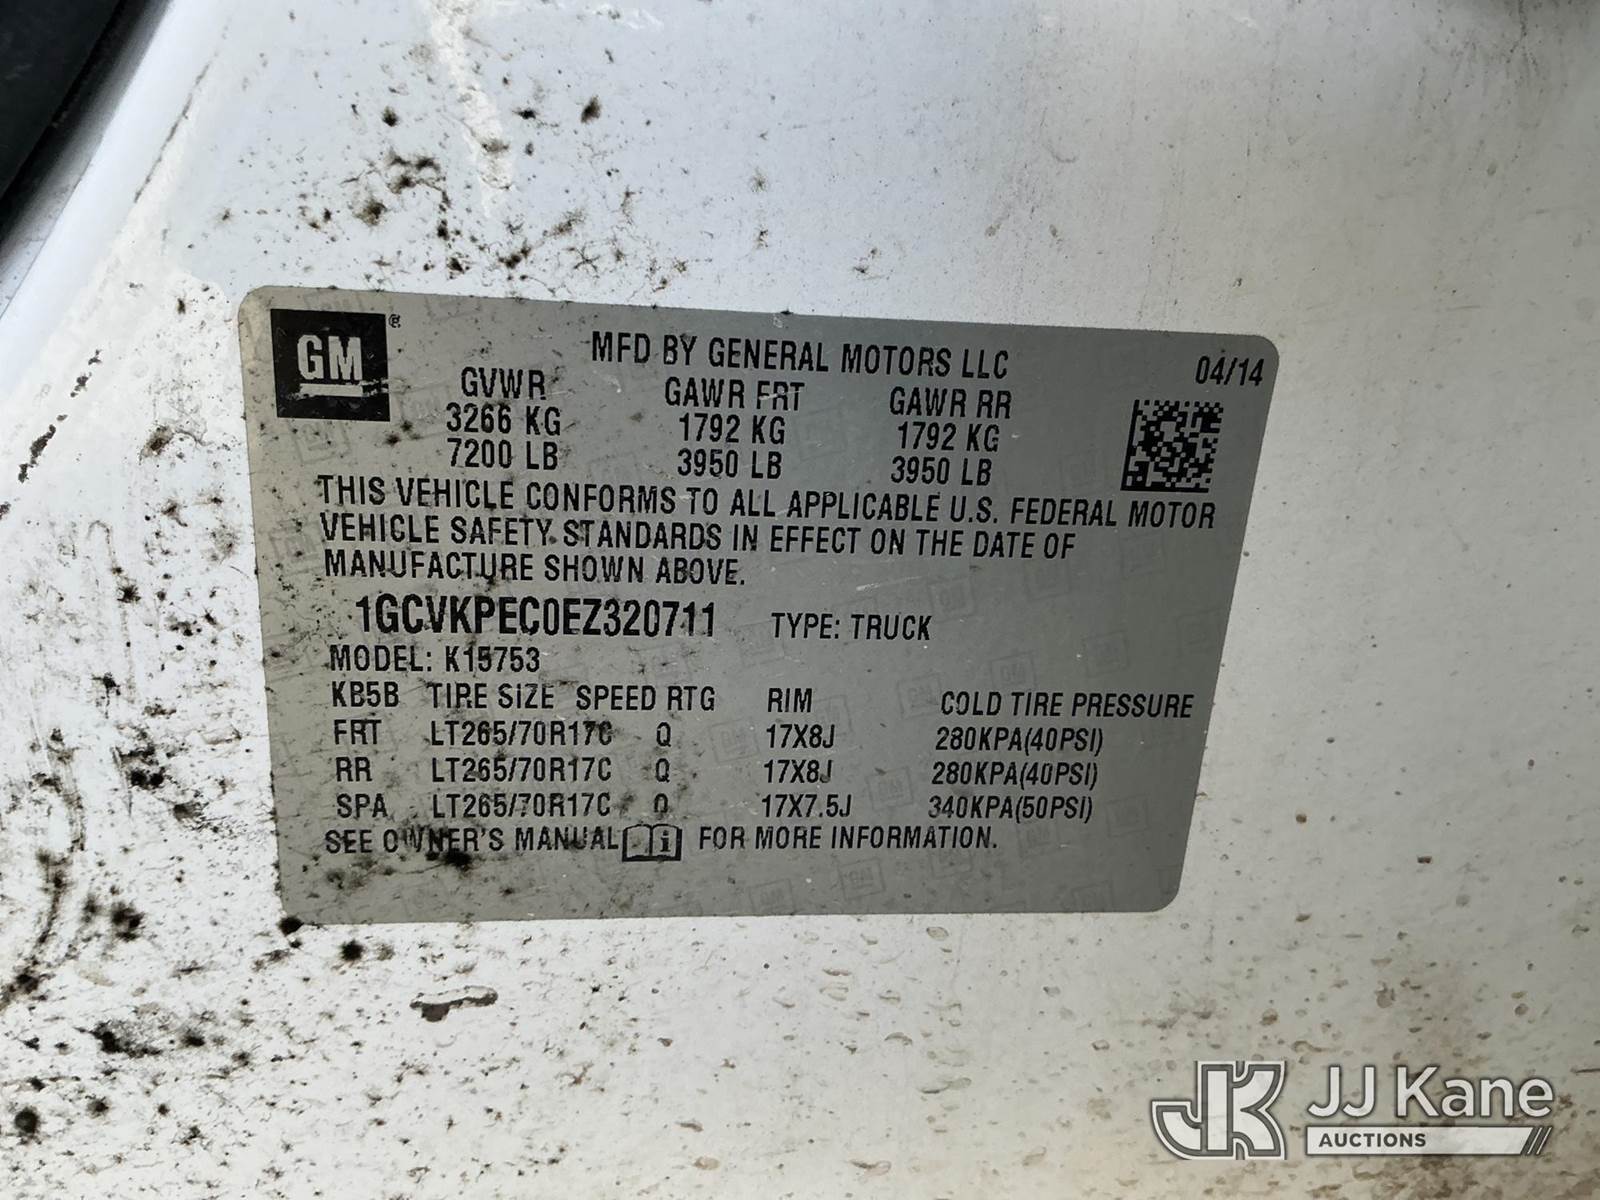 GM ®
MFD BY GENERAL MOTORS LLC 04/14
GVWR GAWR FRT GAWR RR
3266 KG 1792 KG 1792 KG
7200 LB 3950 LB 3950 LB
THIS VEHICLE CONFORMS TO ALL APPLICABLE U.S. FEDERAL MOTOR
VEHICLE SAFETY STANDARDS IN EFFECT ON THE DATE OF
MANUFACTURE SHOWN ABOVE.
1GCVKPEC0EZ320711 TYPE: TRUCK
MODEL: K15753
KB5B TIRE SIZE SPEED RTG RIM COLD TIRE PRESSURE
FRT LT265/70R17C Q 17X8J 280KPA(40PSI)
RR LT265/70R17C Q 17X8J 280KPA(40PSI)
SPA LT265/70R17C Q 17X7.5J 340KPA(50PSI)
SEE OWNER'S MANUAL FOR MORE INFORMATION.
JK JJ Kane
AUCTIONS